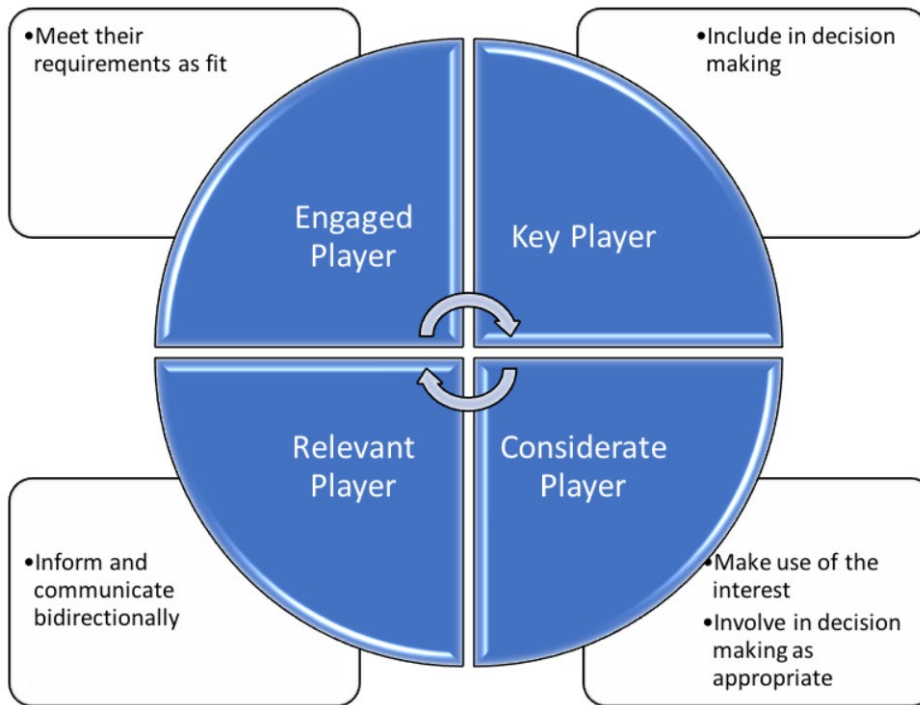 •Meet their
requirements as fit
•Include in decision
making
Engaged
Player
Key Player
Relevant
Player
Considerate
Player
•Inform and
communicate
bidirectionally
•Make use of the
interest
•Involve in decision
making as
appropriate